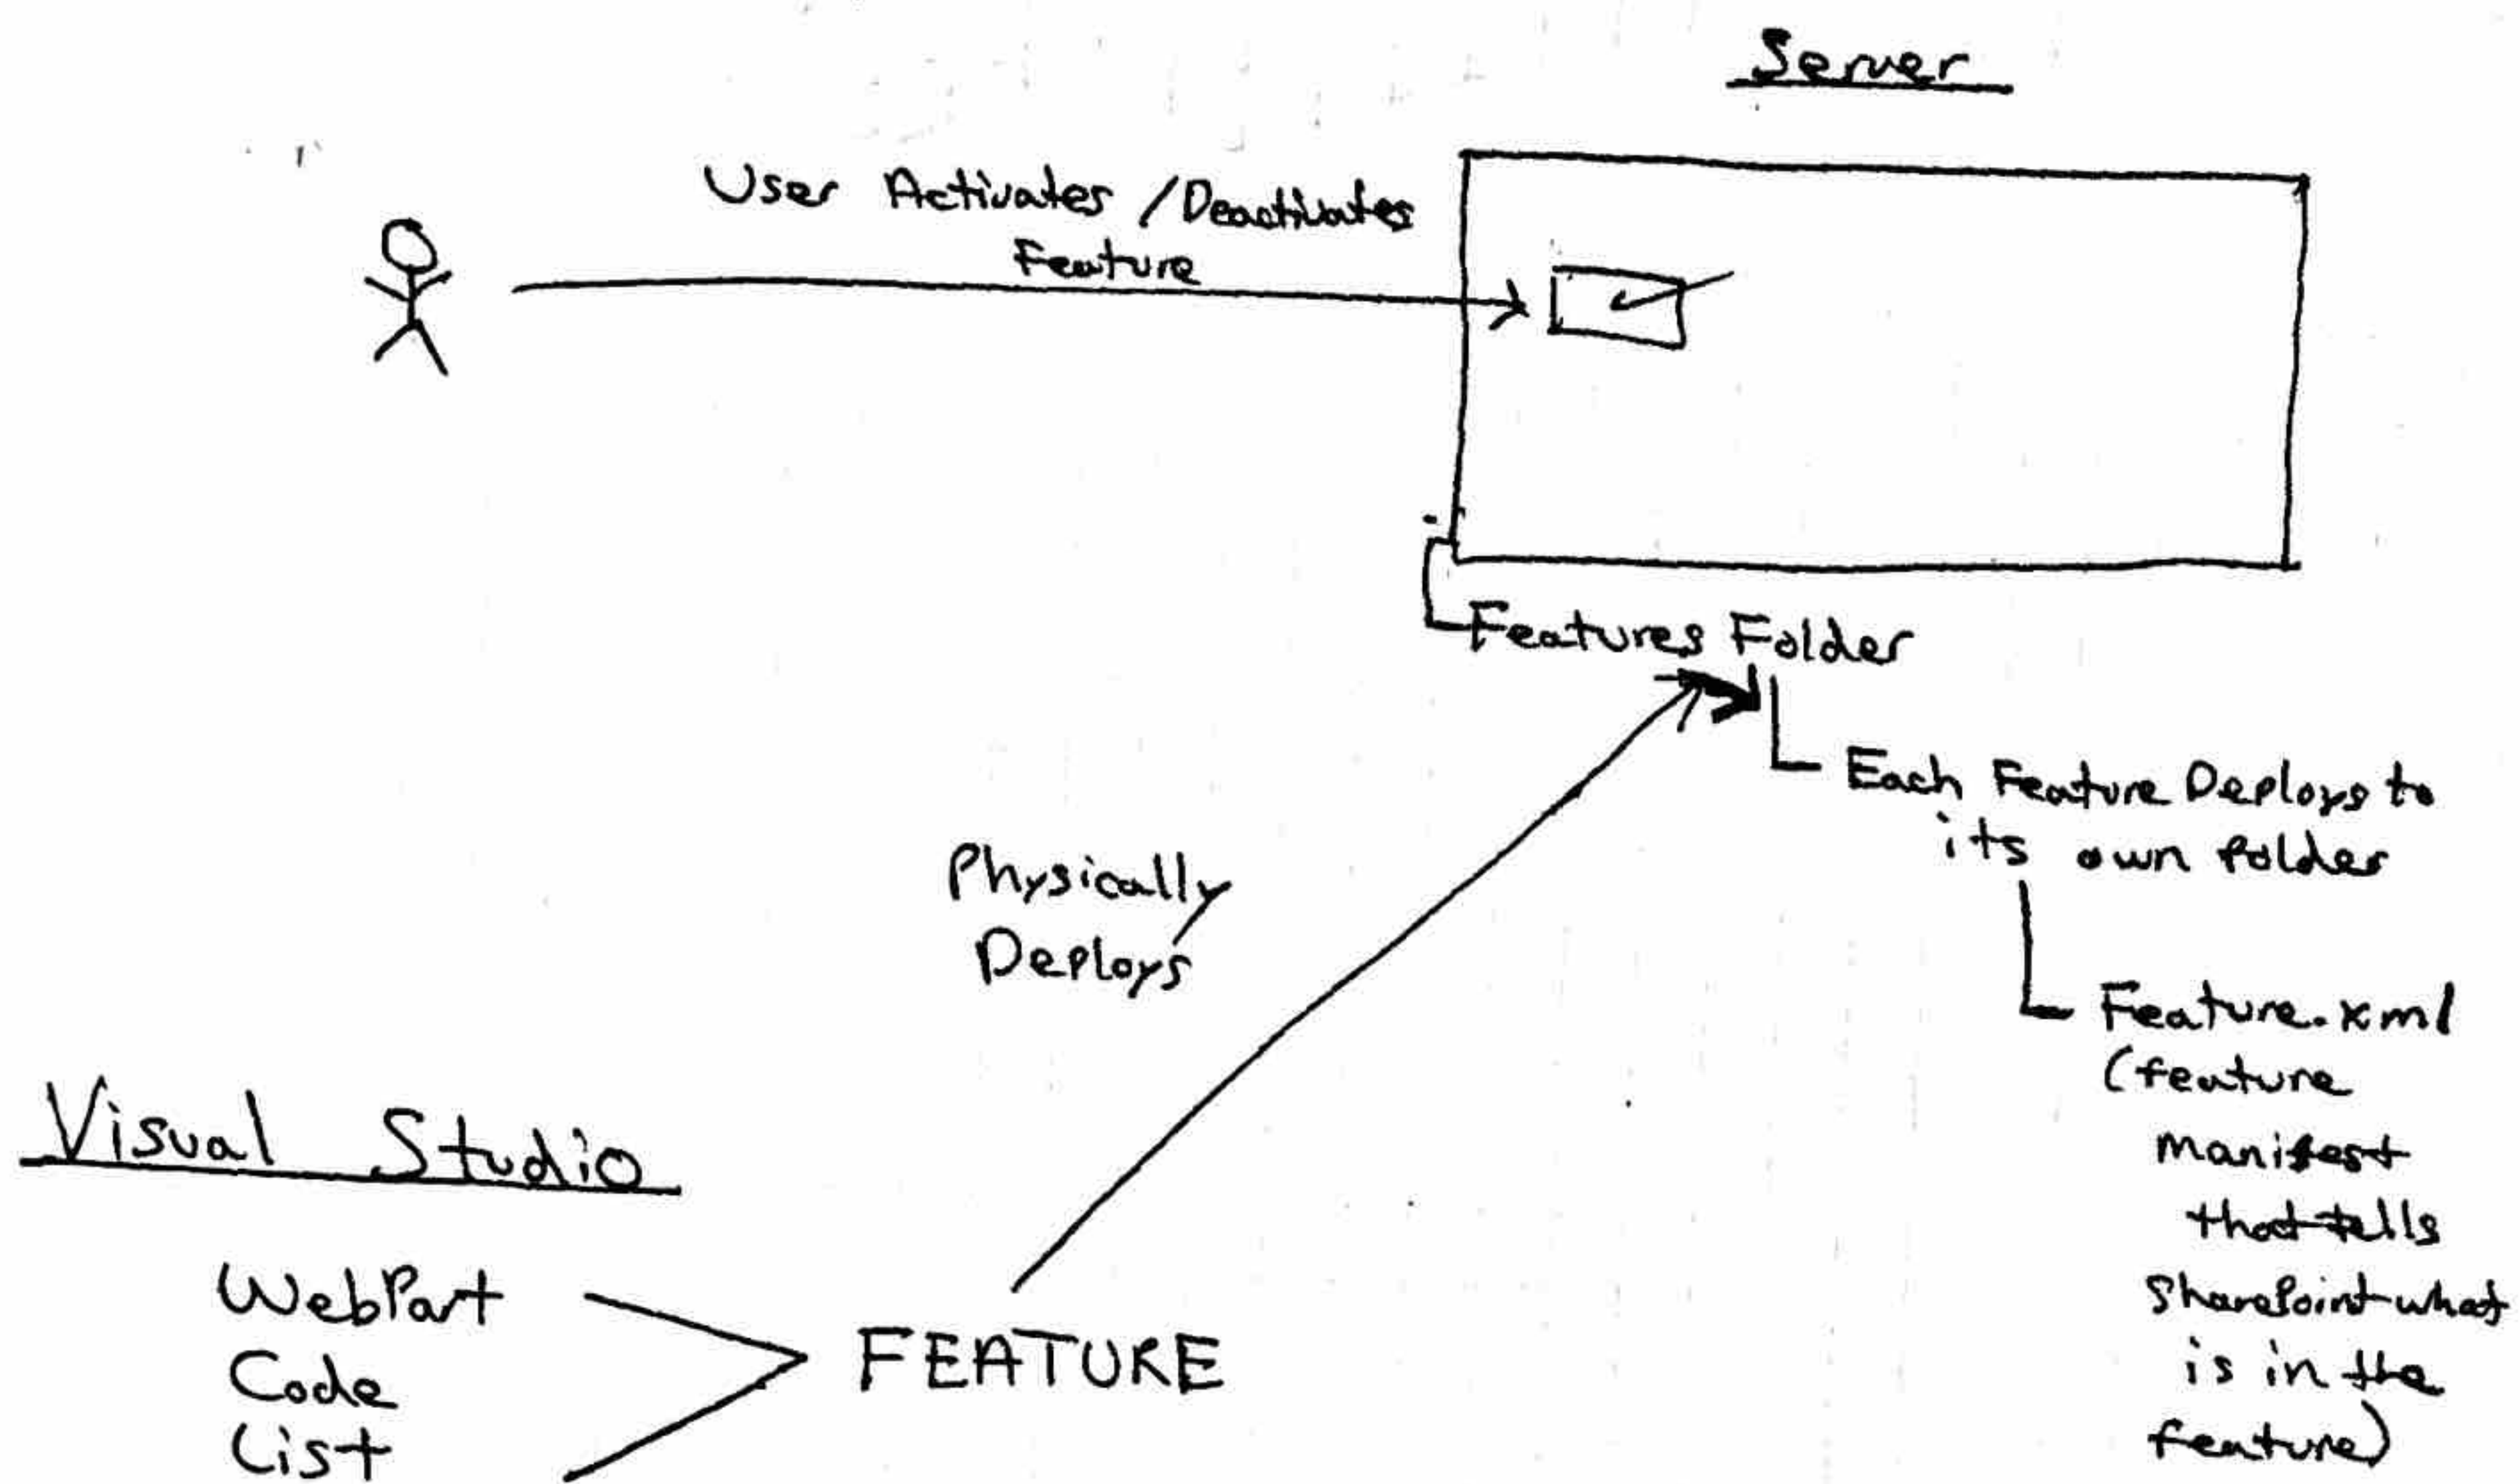 Server
User Activates / Deactivates
Feature
Features Folder
Each Feature Deploys to
its own folder
Physically
Deploys
Feature.xml
(feature
manifest
that tells
SharePoint what
is in the
feature)
Visual Studio
WebPart
Code
List
FEATURE